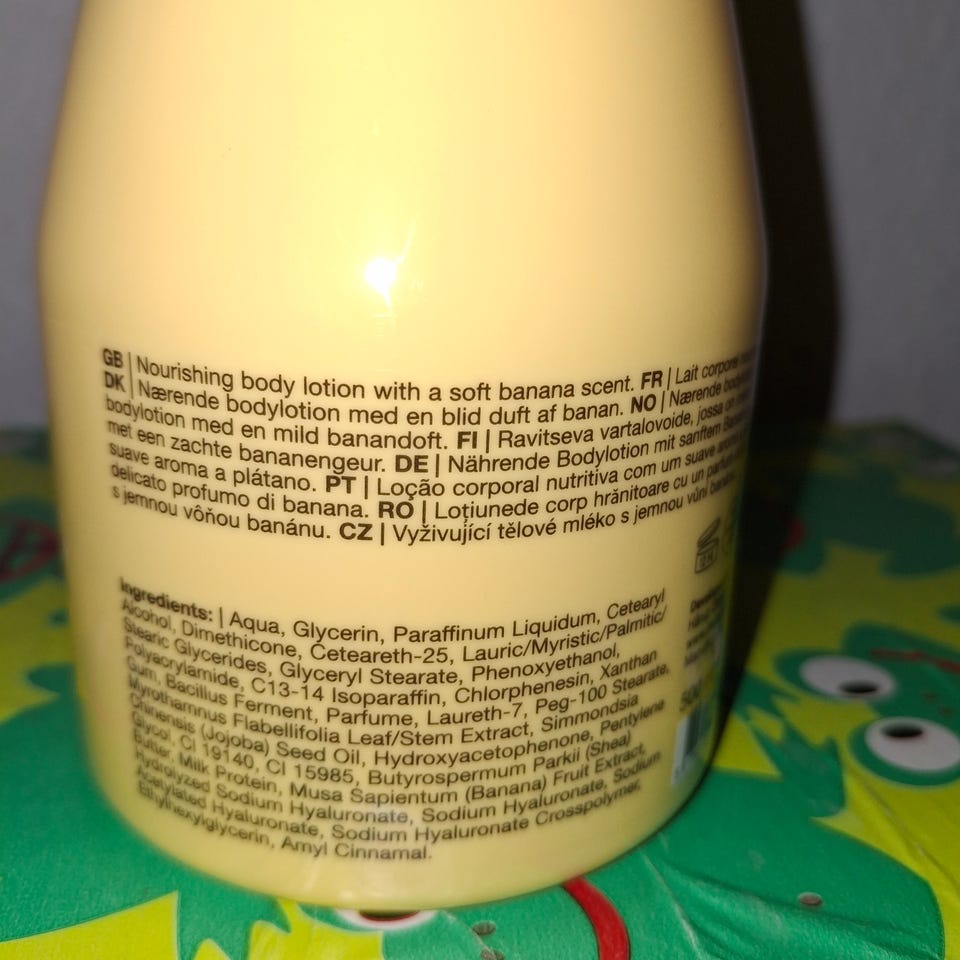 GB | Nourishing body lotion with a soft banana scent. FR | Lait corporel
DK | Nærende bodylotion med en blid duft af banan. NO | Nærende
bodylotion med en mild banandoft. FI | Ravitseva vartalovoide, jossa on
met een zachte bananengeur. DE | Nährende Bodylotion mit sanftem
suave aroma a plátano. PT | Loção corporal nutritiva com um suave aroma
delicato profumo di banana. RO | Loțiunede corp hrănitoare cu un parfum
s jemnou vôňou banánu. CZ | Vyživující tělové mléko s jemnou vůní
Ingredients: | Aqua, Glycerin, Paraffinum Liquidum, Cetearyl
Alcohol, Dimethicone, Ceteareth-25, Lauric/Myristic/Palmitic/
Stearic Glycerides, Glyceryl Stearate, Phenoxyethanol,
Polyacrylamide, C13-14 Isoparaffin, Chlorphenesin, Xanthan
Gum, Bacillus Ferment, Parfume, Laureth-7, Peg-100 Stearate,
Myrothamnus Flabellifolia Leaf/Stem Extract, Simmondsia
Chinensis (Jojoba) Seed Oil, Hydroxyacetophenone, Pentylene
Glycol, CI 19140, CI 15985, Butyrospermum Parkii (Shea)
Butter, Milk Protein, Musa Sapientum (Banana) Fruit Extract,
Hydrolyzed Sodium Hyaluronate, Sodium Hyaluronate, Sodium
Acetylated Hyaluronate, Sodium Hyaluronate Crosspolymer,
Ethylhexylglycerin, Amyl Cinnamal.